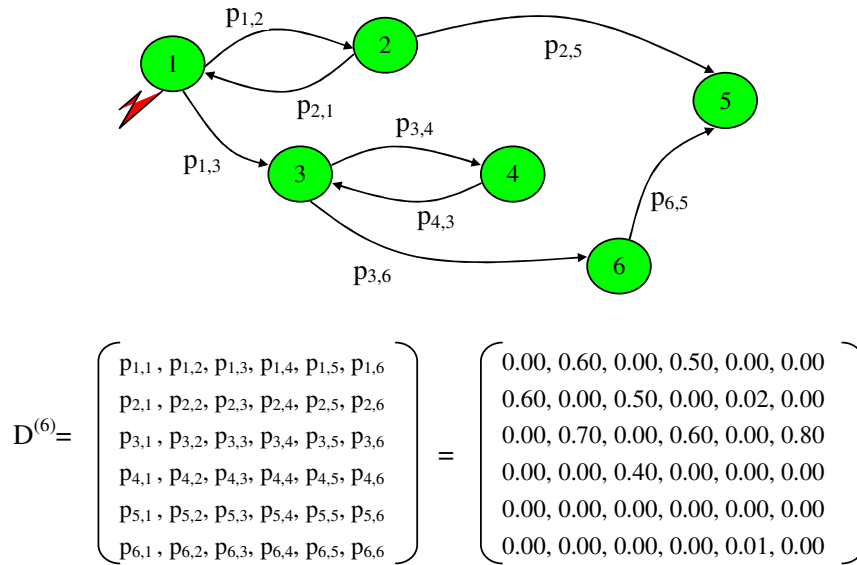 p1,2
1
2
p2,5
p2,1
5
p1,3
p3,4
3
4
p4,3
p6,5
6
p3,6
D(6)=
p1,1 , p1,2, p1,3, p1,4, p1,5, p1,6
p2,1, p2,2, p2,3, p2,4, p2,5, p2,6
p3,1, p3,2, p3,3, p3,4, p3,5, p3,6
p4,1, p4,2, p4,3, p4,4, p4,5, p4,6
p5,1, p5,2, p5,3, p5,4, p5,5, p5,6
p6,1, p6,2, p6,3, p6,4, p6,5, p6,6
=
0.00, 0.60, 0.00, 0.50, 0.00, 0.00
0.60, 0.00, 0.50, 0.00, 0.02, 0.00
0.00, 0.70, 0.00, 0.60, 0.00, 0.80
0.00, 0.00, 0.40, 0.00, 0.00, 0.00
0.00, 0.00, 0.00, 0.00, 0.00, 0.00
0.00, 0.00, 0.00, 0.00, 0.01, 0.00